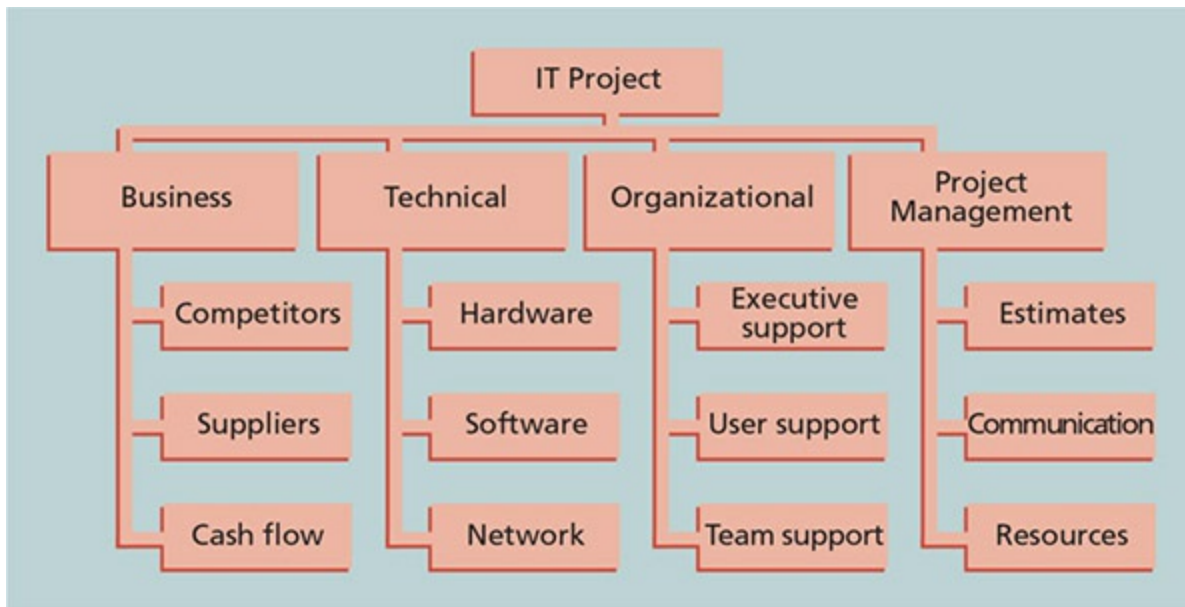 IT Project
Business
Technical
Organizational
Project
Management
Competitors
Hardware
Executive
support
Estimates
Suppliers
Software
User support
Communication
Cash flow
Network
Team support
Resources